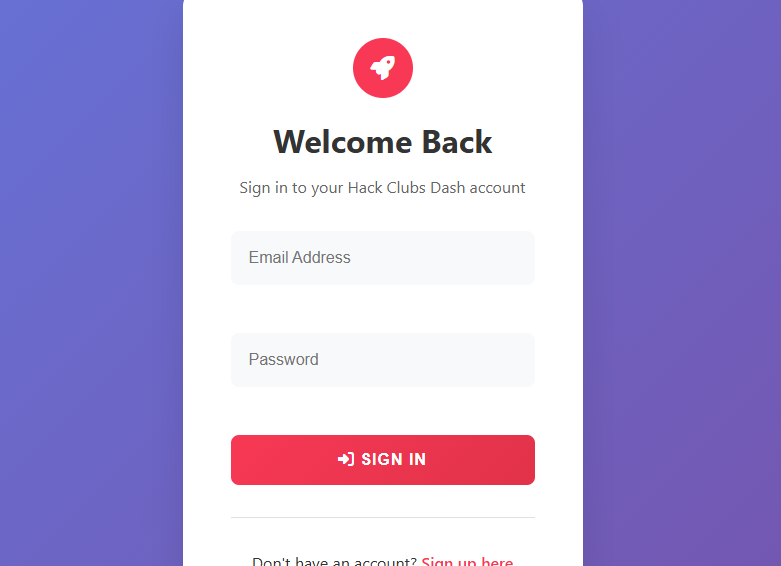 Welcome Back
Sign in to your Hack Clubs Dash account
Email Address
Password
SIGN IN
Don't have an account? Sign up here